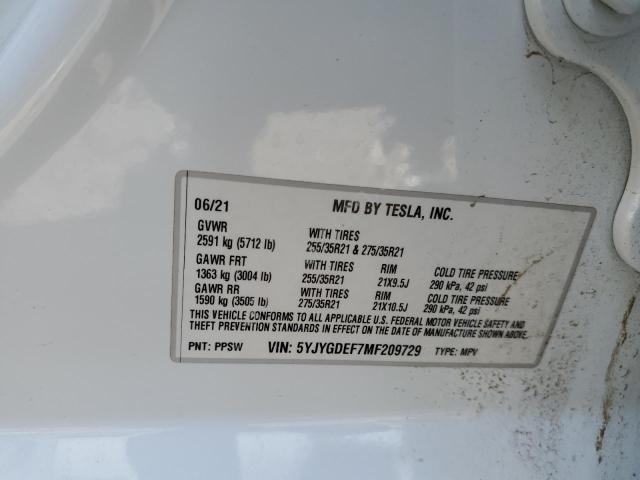 06/21 MFD BY TESLA, INC.
GVWR WITH TIRES
2591 kg (5712 lb) 255/35R21 & 275/35R21
GAWR FRT WITH TIRES RIM COLD TIRE PRESSURE
1363 kg (3004 lb) 255/35R21 21X9.5J 290 kPa, 42 psi
GAWR RR WITH TIRES RIM COLD TIRE PRESSURE
1590 kg (3505 lb) 275/35R21 21X10.5J 290 kPa, 42 psi
THIS VEHICLE CONFORMS TO ALL APPLICABLE U.S. FEDERAL MOTOR VEHICLE SAFETY AND
THEFT PREVENTION STANDARDS IN EFFECT ON THE DATE OF MANUFACTURE SHOWN ABOVE.
PNT: PPSW VIN: 5YJYGDEF7MF209729 TYPE: MPV